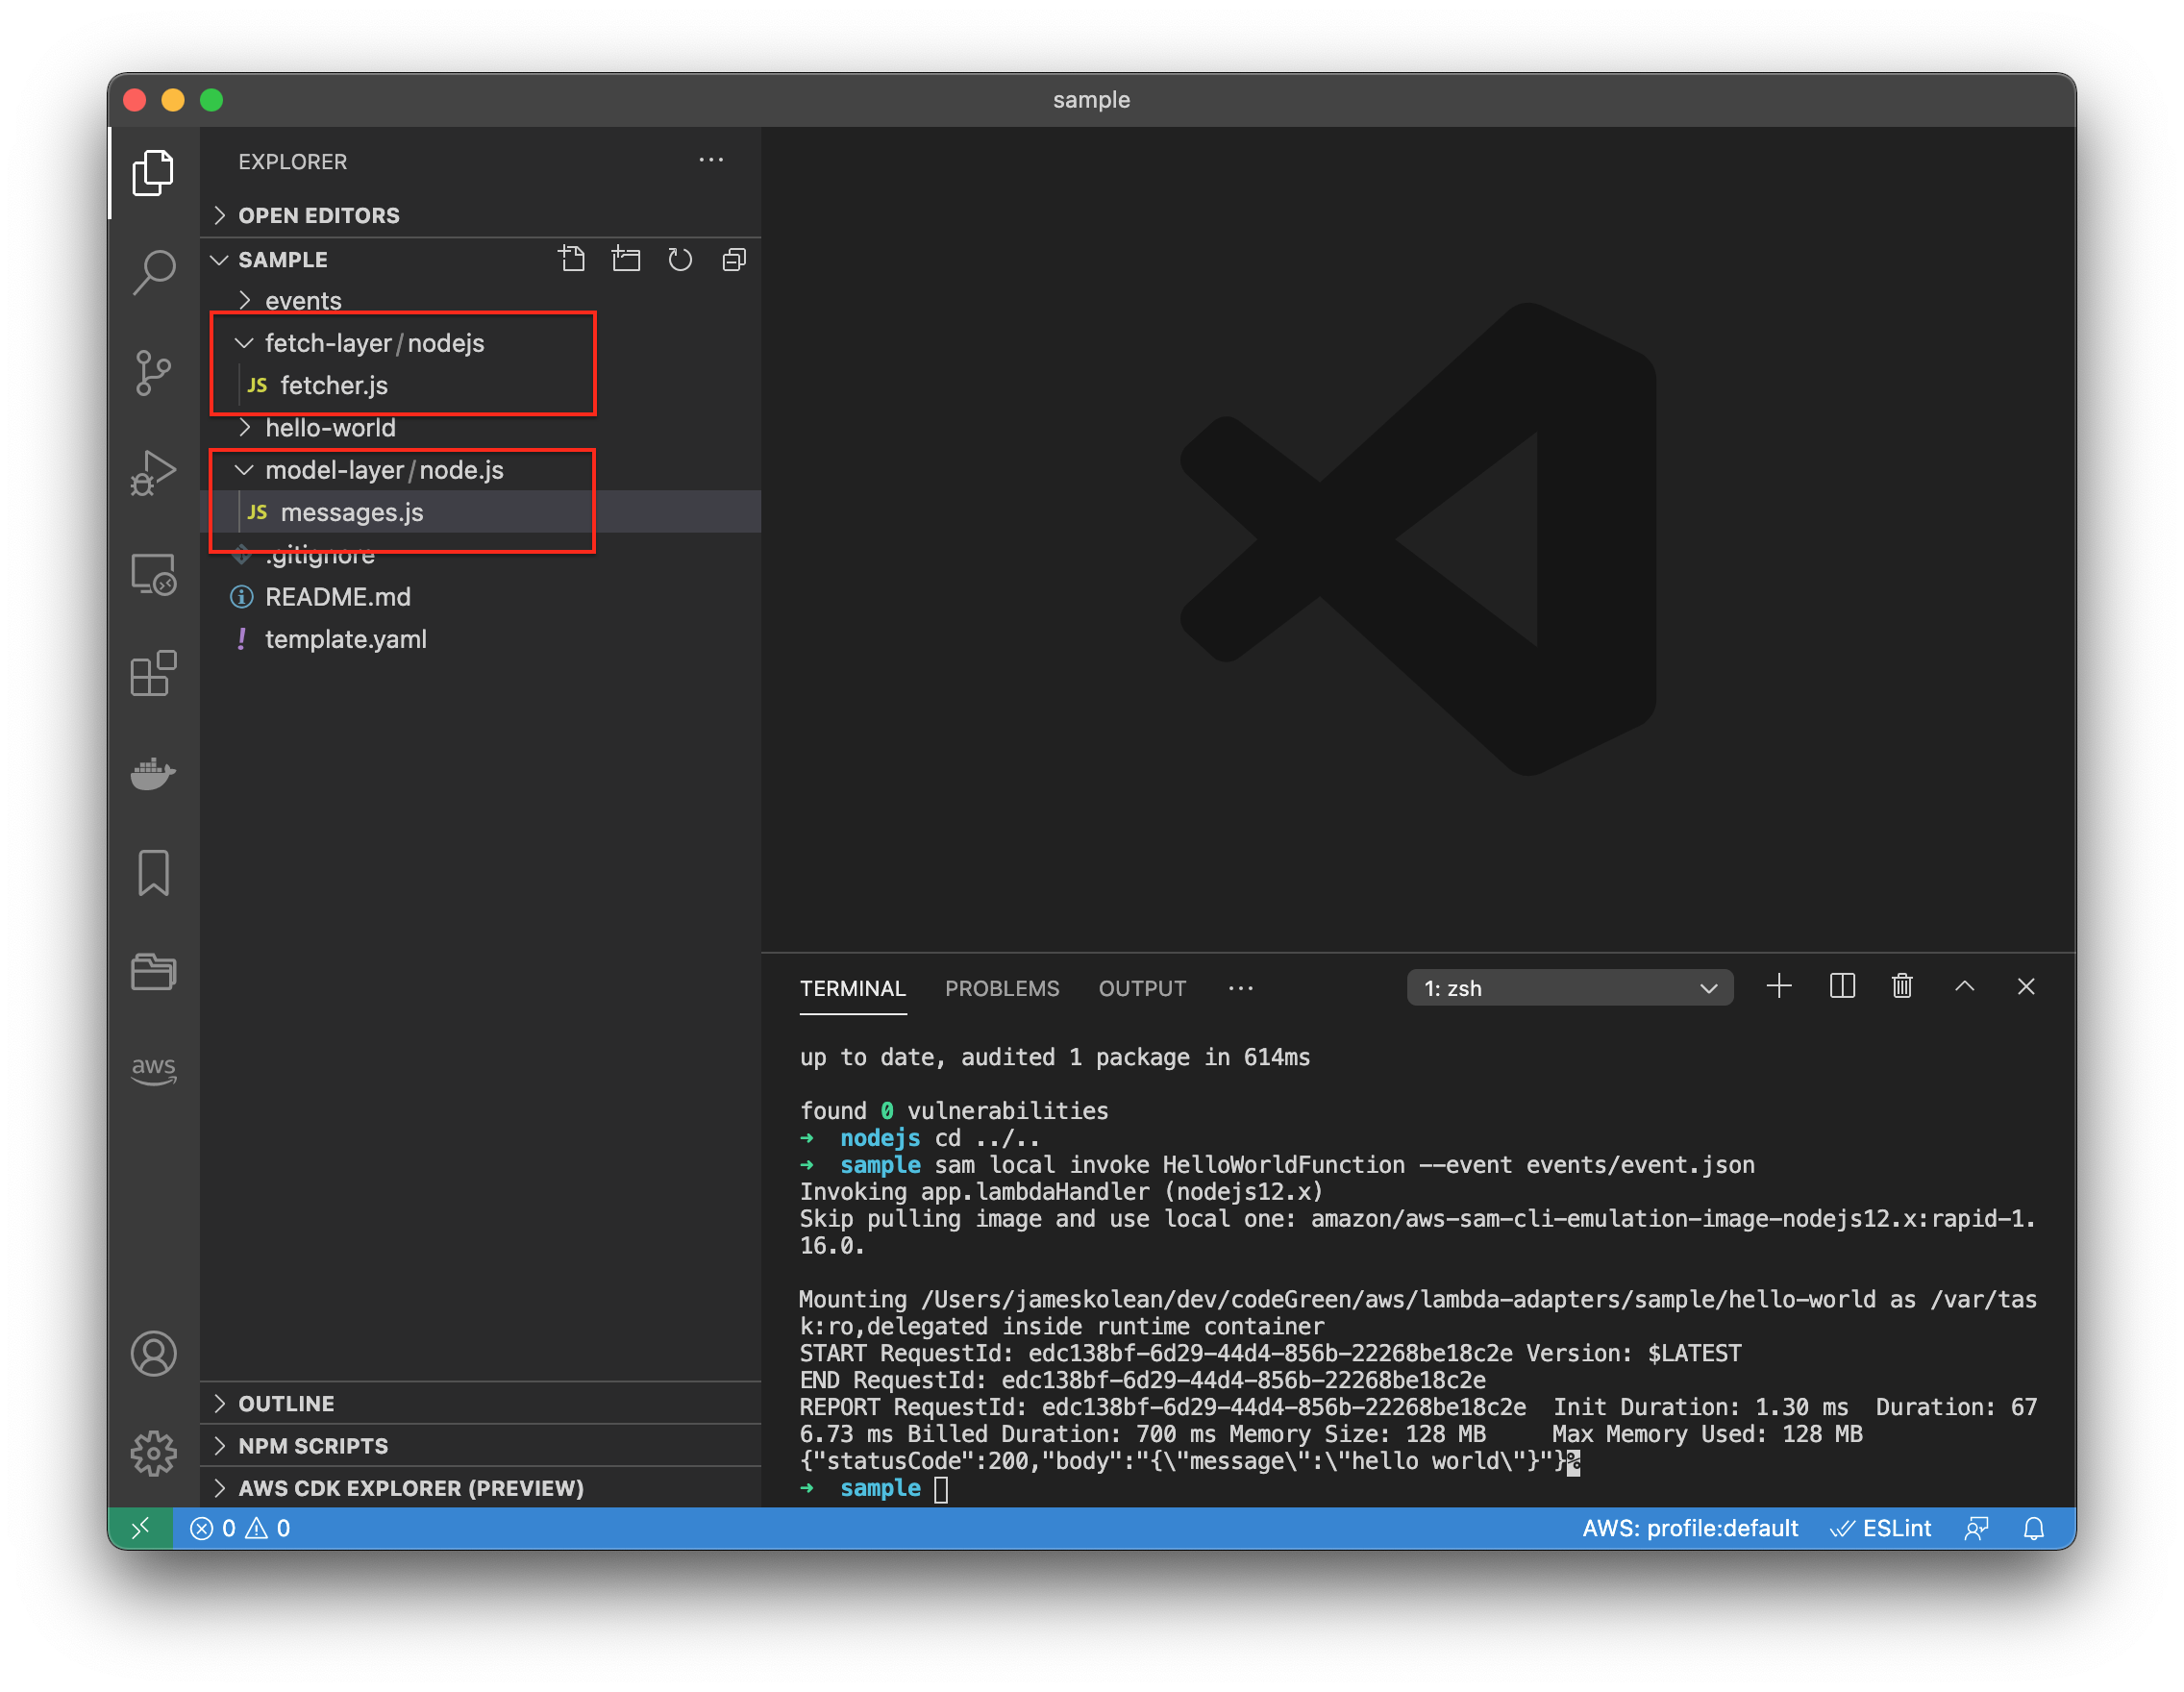 sample
EXPLORER
OPEN EDITORS
SAMPLE
events
fetch-layer/nodejs
JS fetcher.js
hello-world
model-layer/node.js
JS messages.js
.gitignore
README.md
! template.yaml
aws
OUTLINE
NPM SCRIPTS
AWS CDK EXPLORER (PREVIEW)
TERMINAL PROBLEMS OUTPUT ··· 1: zsh
up to date, audited 1 package in 614ms
found 0 vulnerabilities
➜ nodejs cd ../..
➜ sample sam local invoke HelloWorldFunction --event events/event.json
Invoking app.lambdaHandler (nodejs12.x)
Skip pulling image and use local one: amazon/aws-sam-cli-emulation-image-nodejs12.x:rapid-1.
16.0.
Mounting /Users/jameskolean/dev/codeGreen/aws/lambda-adapters/sample/hello-world as /var/tas
k:ro,delegated inside runtime container
START RequestId: edc138bf-6d29-44d4-856b-22268be18c2e Version: $LATEST
END RequestId: edc138bf-6d29-44d4-856b-22268be18c2e
REPORT RequestId: edc138bf-6d29-44d4-856b-22268be18c2e Init Duration: 1.30 ms Duration: 67
6.73 ms Billed Duration: 700 ms Memory Size: 128 MB Max Memory Used: 128 MB
{"statusCode":200,"body":"{\"message\":\"hello world\"}"}%
➜ sample
0 0 AWS: profile:default ESLint